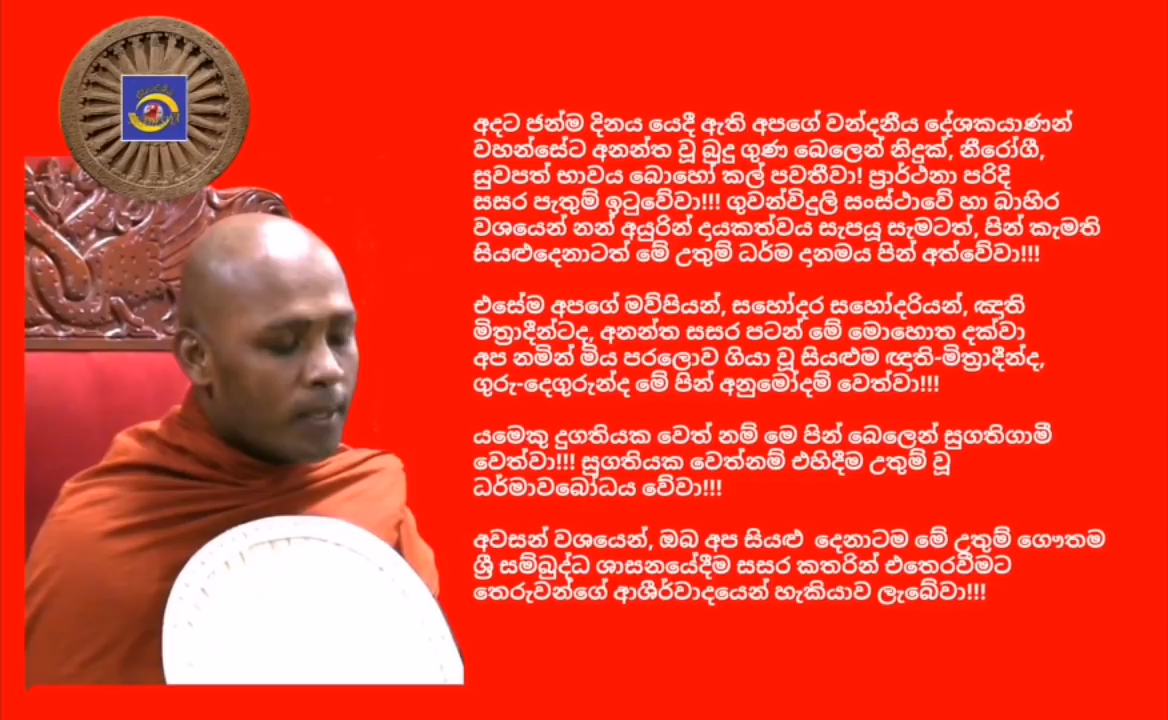 අදට ජන්ම දිනය යෙදී ඇති අපගේ වන්දනීය දේශකයාණන්
වහන්සේට අනන්ත වූ බුදු ගුණ බෙලෙන් නිදුක්, නීරෝගී,
සුවපත් භාවය බොහෝ කල් පවතීවා! ප්‍රාර්ථනා පරිදි
සසර පැතුම් ඉටුවේවා!!! ගුවන්විදුලි සංස්ථාවේ හා බාහිර
වශයෙන් නන් අයුරින් දායකත්වය සැපයූ සැමටත්, පින් කැමති
සියළුදෙනාටත් මේ උතුම් ධර්ම දානමය පින් අත්වේවා!!!
එසේම අපගේ මව්පියන්, සහෝදර සහෝදරියන්, ඤාති
මිත්‍රාදීන්ටද, අනන්ත සසර පටන් මේ මොහොත දක්වා
අප නමින් මිය පරලොව ගියා වූ සියළුම ඥාති-මිත්‍රාදීන්ද,
ගුරු-දෙගුරුන්ද මේ පින් අනුමෝදම් වෙත්වා!!!
යමෙකු දුගතියක වෙත් නම් මෙ පින් බෙලෙන් සුගතිගාමී
වෙත්වා!!! සුගතියක වෙත්නම් එහිදීම උතුම් වූ
ධර්මාවබෝධය වේවා!!!
අවසන් වශයෙන්, ඔබ අප සියළු දෙනාටම මේ උතුම් ගෞතම
ශ්‍රී සම්බුද්ධ ශාසනයේදීම සසර කතරින් එතෙරවීමට
තෙරුවන්ගේ ආශීර්වාදයෙන් හැකියාව ලැබේවා!!!